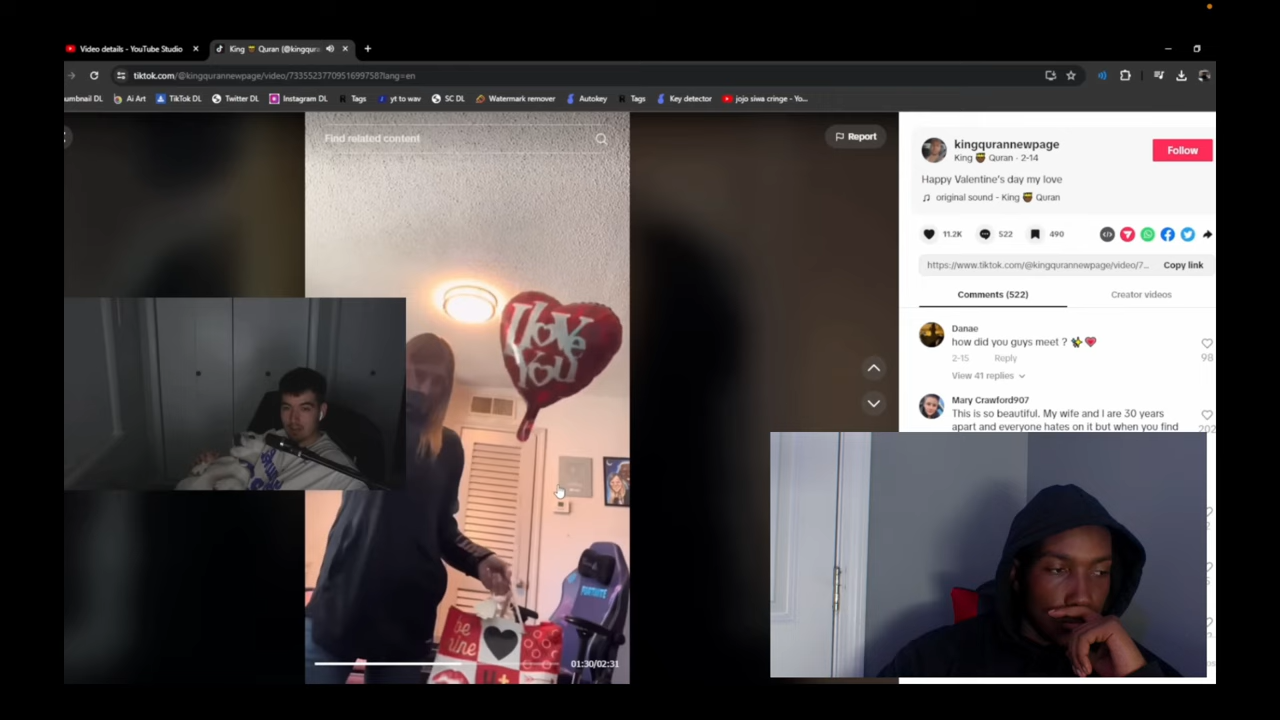 Video details - YouTube Studio
King Quran (@kingqura
tiktok.com/@kingqurannewpage/video/7335523770951699758?lang=en
umbnail DL
Ai Art
TikTok DL
Twitter DL
Instagram DL
Tags
yt to wav
SC DL
Watermark remover
Autokey
Tags
Key detector
jojo siwa cringe - Yo...
Find related content
Report
kingqurannewpage
King Quran · 2-14
Follow
Happy Valentine's day my love
original sound - King Quran
11.2K
522
490
https://www.tiktok.com/@kingqurannewpage/video/7...
Copy link
Comments (522)
Creator videos
Danae
how did you guys meet ?
98
2-15 Reply
View 41 replies
Mary Crawford907
This is so beautiful. My wife and I are 30 years
apart and everyone hates on it but when you find
202
I Love
You
FORTNITE
be
01:30/02:31